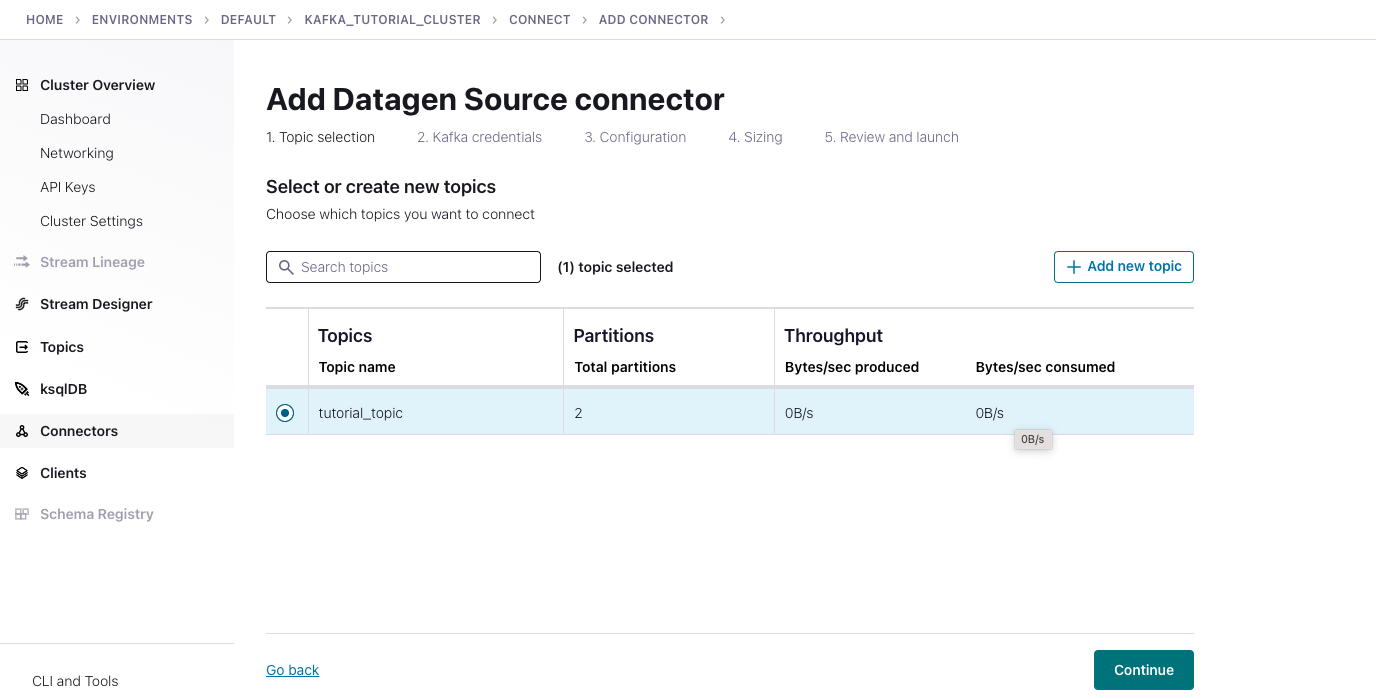 HOME > ENVIRONMENTS > DEFAULT > KAFKA_TUTORIAL_CLUSTER > CONNECT > ADD CONNECTOR >
Cluster Overview
Dashboard
Networking
API Keys
Cluster Settings
Stream Lineage
Stream Designer
Topics
ksqlDB
Connectors
Clients
Schema Registry
CLI and Tools
Add Datagen Source connector
1. Topic selection 2. Kafka credentials 3. Configuration 4. Sizing 5. Review and launch
Select or create new topics
Choose which topics you want to connect
Search topics (1) topic selected + Add new topic
Topics Partitions Throughput
Topic name Total partitions Bytes/sec produced Bytes/sec consumed
tutorial_topic 2 0B/s 0B/s
0B/s
Go back Continue